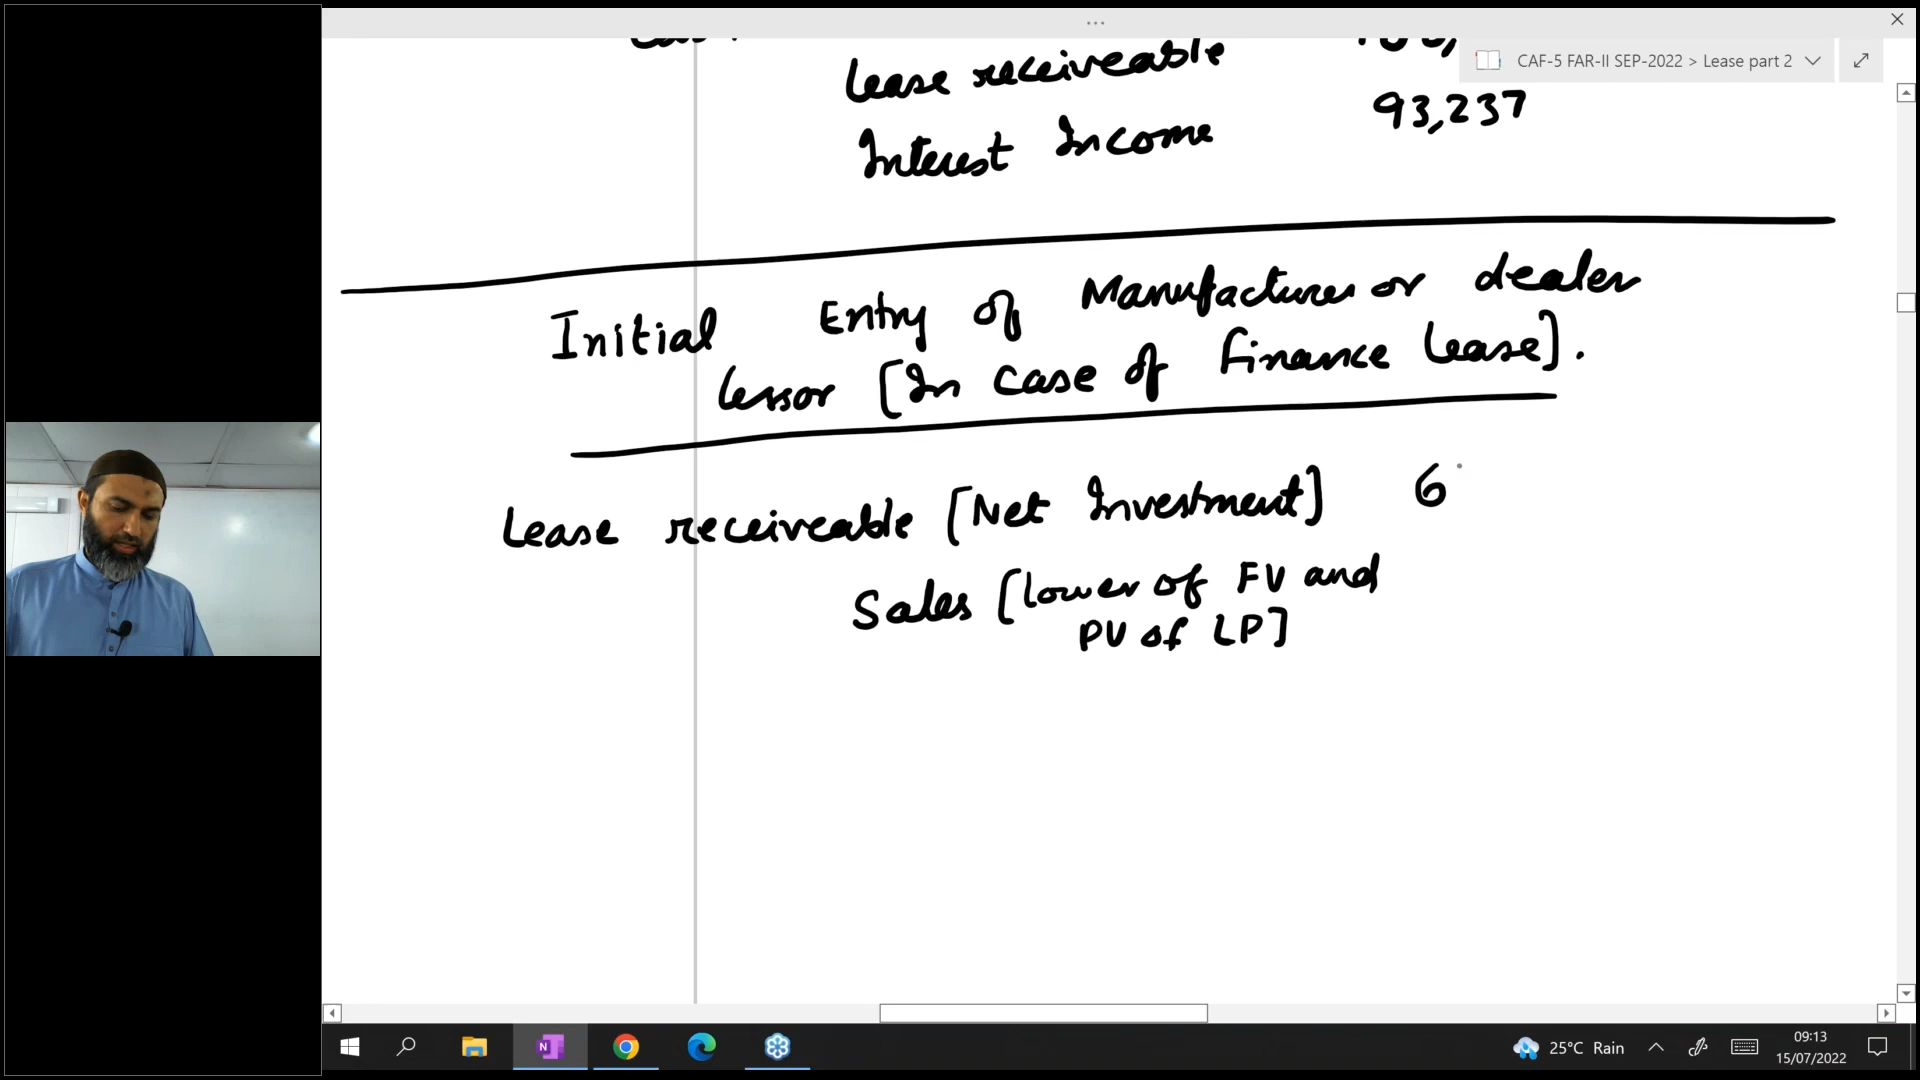 CAF-5 FAR-II SEP-2022 > Lease part 2
Lease receiveable
Interest Income 93,237
Initial Entry of Manufacturer or dealer
lessor [In case of finance lease].
Lease receiveable [Net Investment] 6
Sales [lower of FV and
PV of LP]
25°C Rain
09:13
15/07/2022